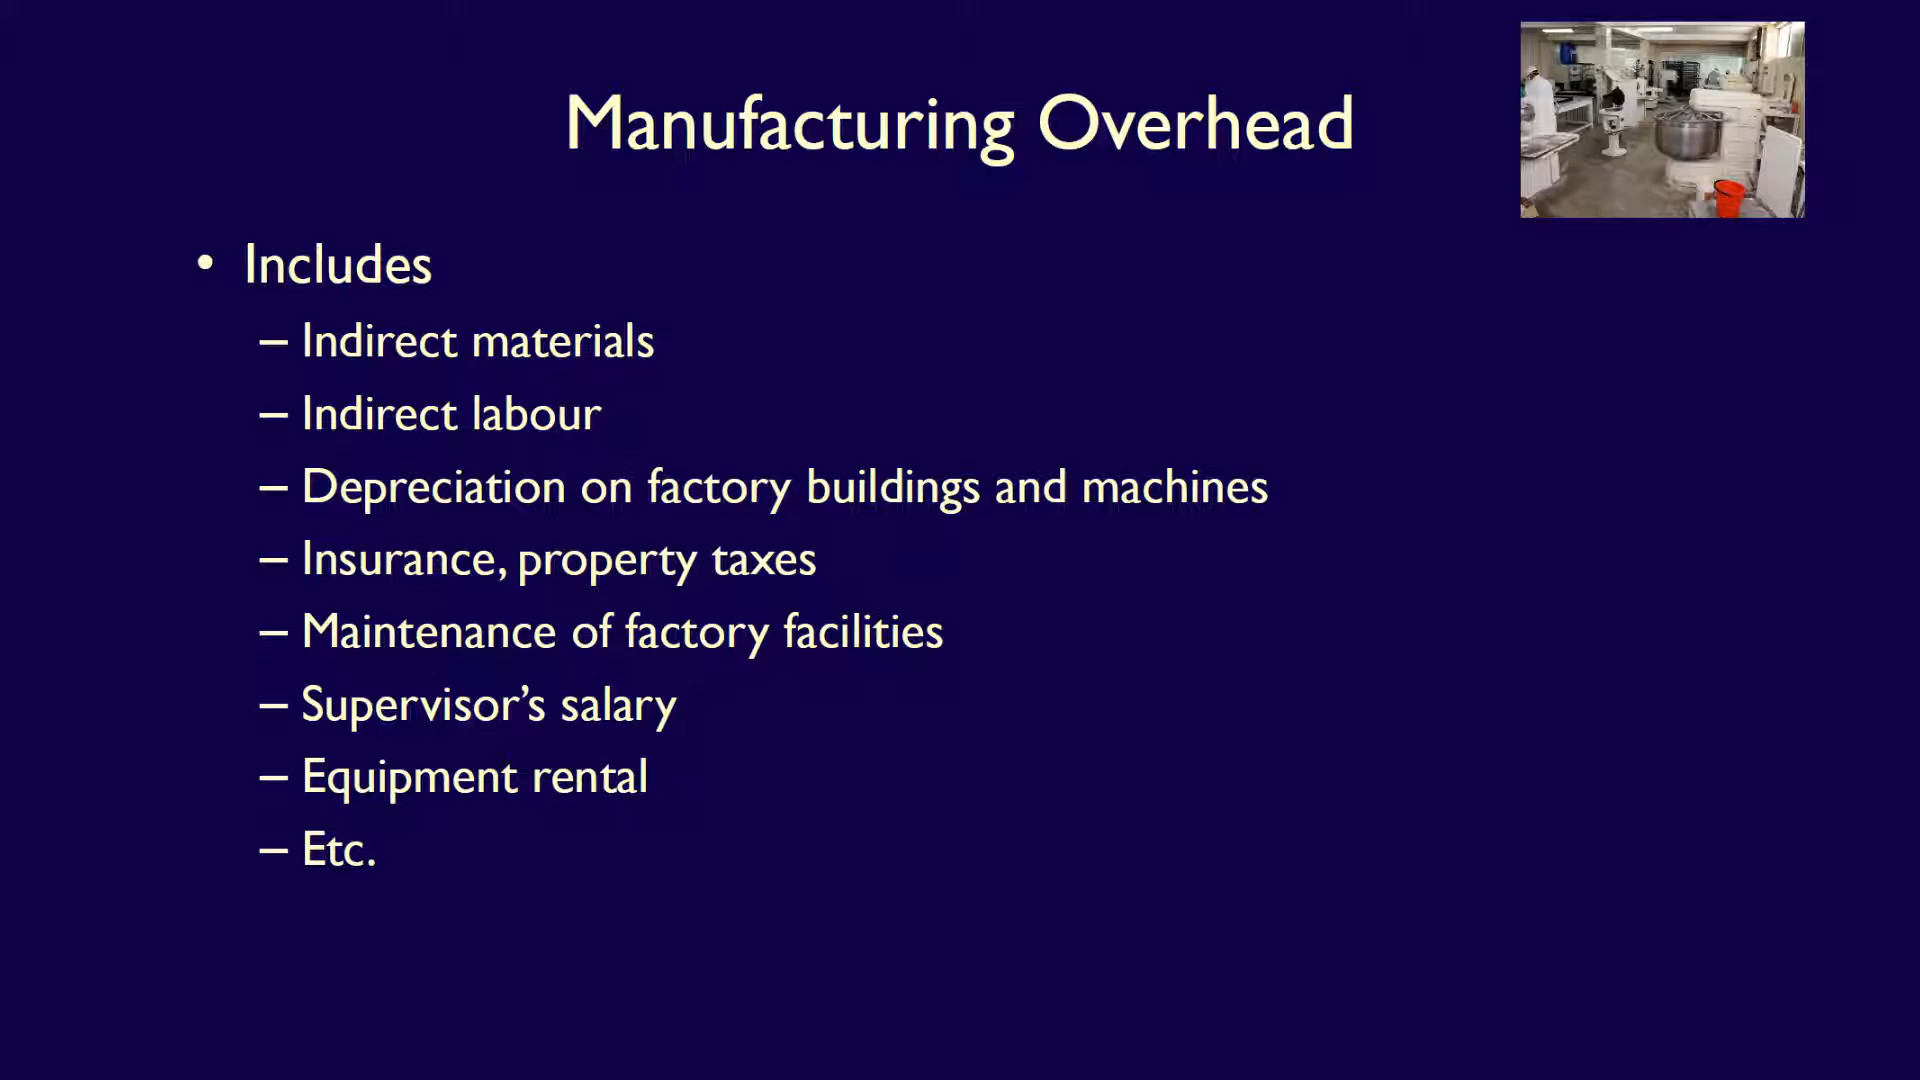 Manufacturing Overhead
• Includes
– Indirect materials
– Indirect labour
– Depreciation on factory buildings and machines
– Insurance, property taxes
– Maintenance of factory facilities
– Supervisor’s salary
– Equipment rental
– Etc.